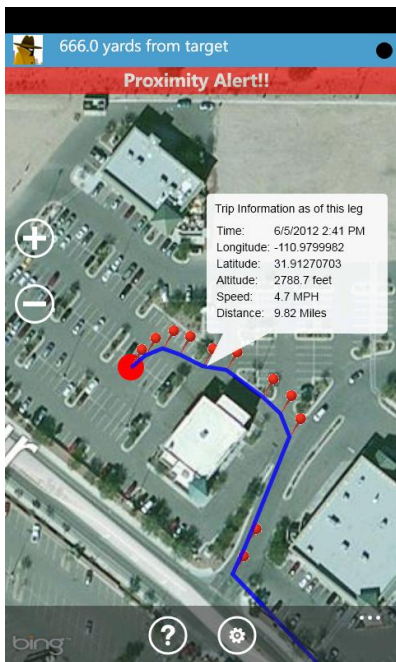 666.0 yards from target
Proximity Alert!!
Trip Information as of this leg
Time: 6/5/2012 2:41 PM
Longitude: -110.9799982
Latitude: 31.91270703
Altitude: 2788.7 feet
Speed: 4.7 MPH
Distance: 9.82 Miles
bing™
?